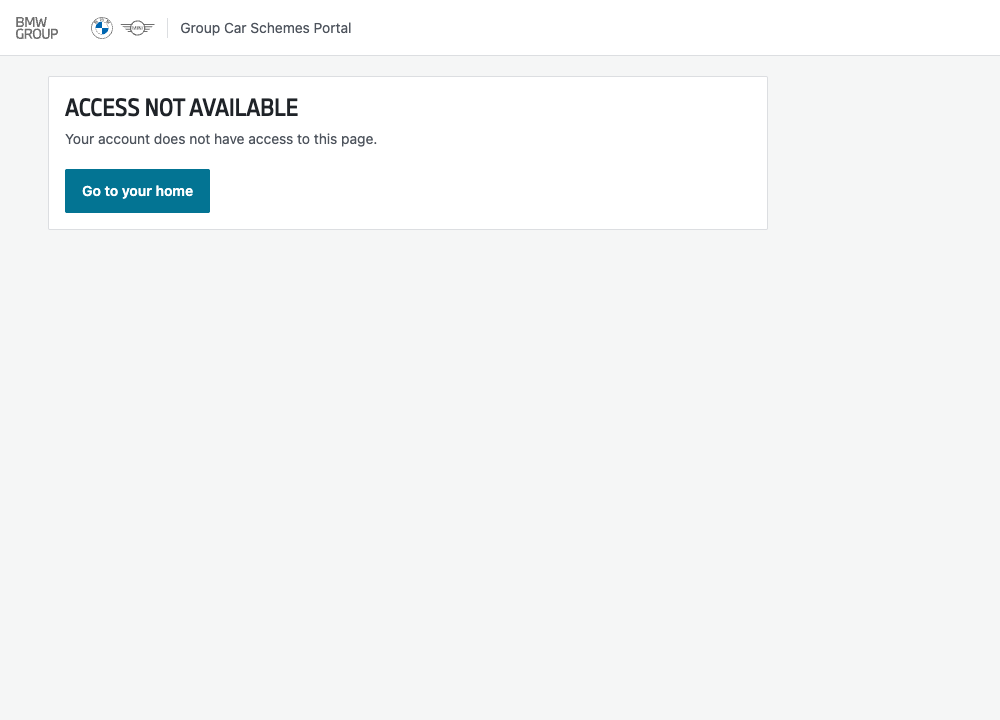 BMW
GROUP
MINI
Group Car Schemes Portal
ACCESS NOT AVAILABLE
Your account does not have access to this page.
Go to your home